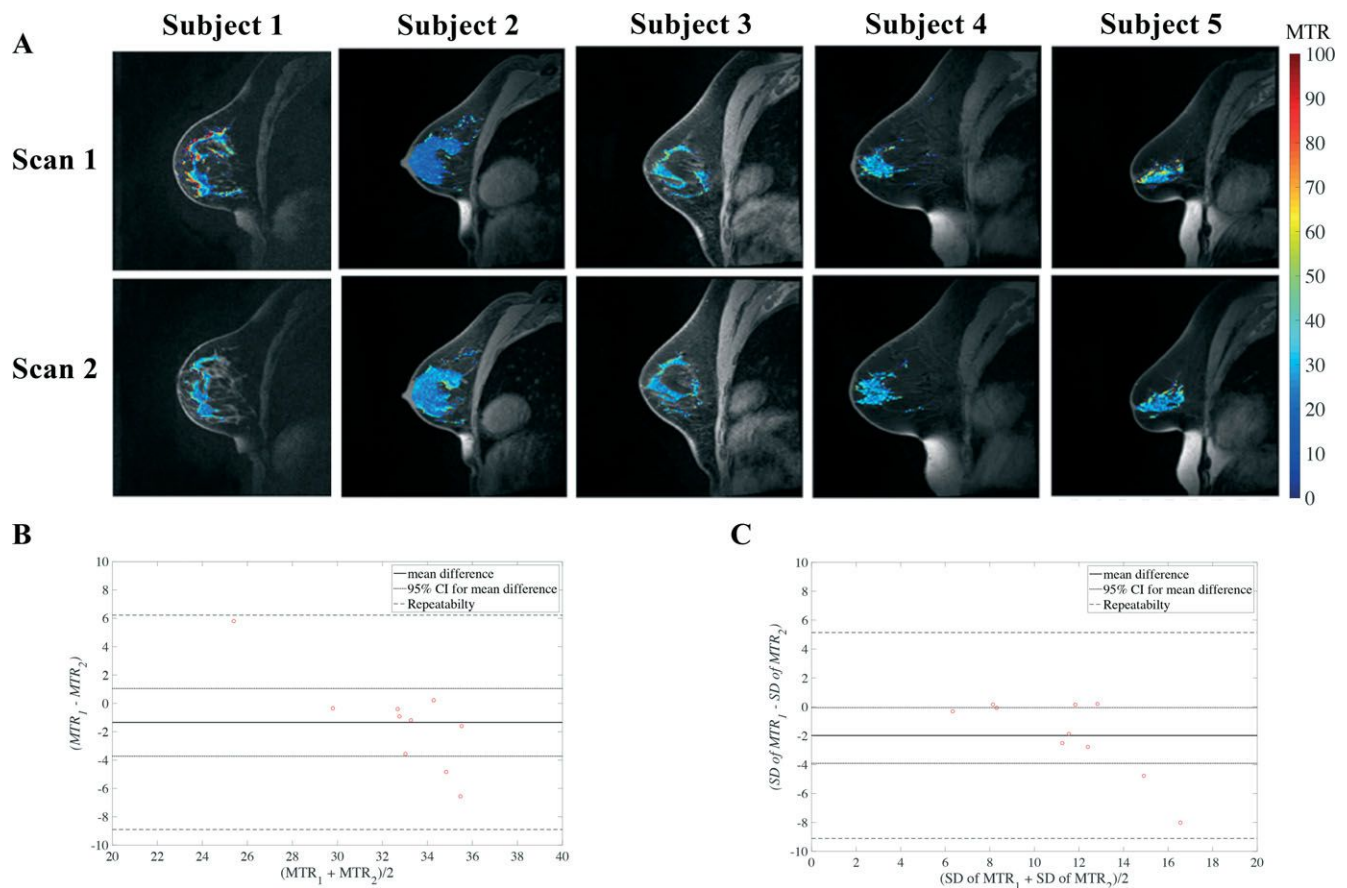 Subject 1 Subject 2 Subject 3 Subject 4 Subject 5
A
MTR
Scan 1
Scan 2
100
90
80
70
60
50
40
30
20
10
0
B
10
8
6
4
2
0
-2
-4
-6
-8
-10
(MTR1 - MTR2)
mean difference
95% CI for mean difference
Repeatabilty
20 22 24 26 28 30 32 34 36 38 40
(MTR1 + MTR2)/2
C
10
8
6
4
2
0
-2
-4
-6
-8
-10
(SD of MTR1 - SD of MTR2)
mean difference
95% CI for mean difference
Repeatabilty
0 2 4 6 8 10 12 14 16 18 20
(SD of MTR1 + SD of MTR2)/2